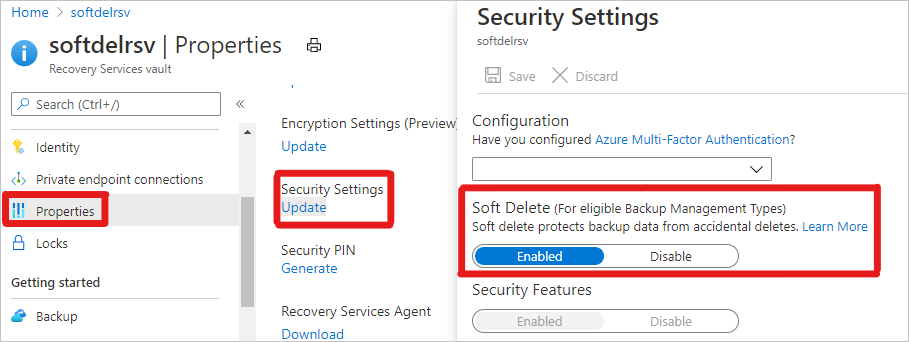 Home > softdelrsv
softdelrsv | Properties
Recovery Services vault
Search (Ctrl+/)
«
Identity
Private endpoint connections
Properties
Locks
Getting started
Backup
Encryption Settings (Preview)
Update
Security Settings
Update
Security PIN
Generate
Recovery Services Agent
Download
Security Settings
softdelrsv
Save Discard
Configuration
Have you configured Azure Multi-Factor Authentication?
Soft Delete (For eligible Backup Management Types)
Soft delete protects backup data from accidental deletes. Learn More
Enabled Disable
Security Features
Enabled Disable